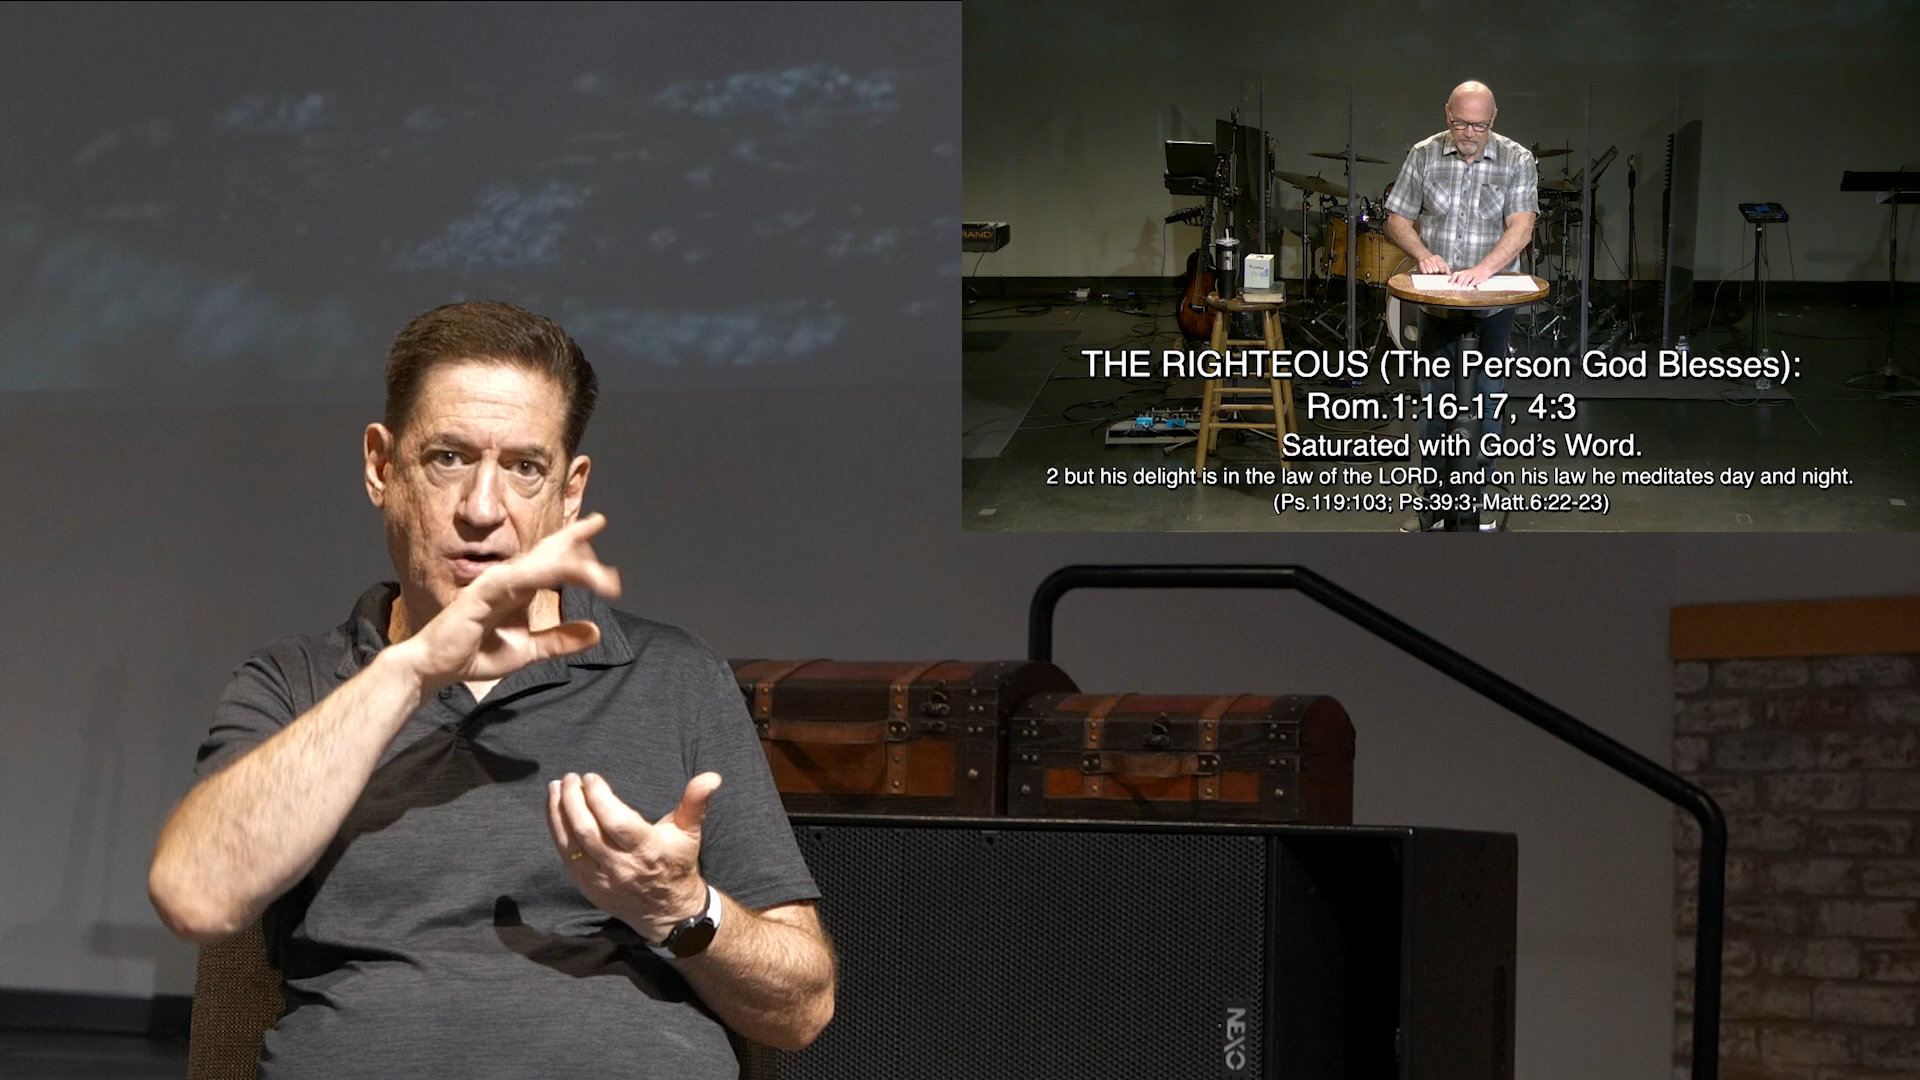 THE RIGHTEOUS (The Person God Blesses):
Rom.1:16-17, 4:3
Saturated with God's Word.
2 but his delight is in the law of the LORD, and on his law he meditates day and night.
(Ps.119:103; Ps.39:3; Matt.6:22-23)
NEXO